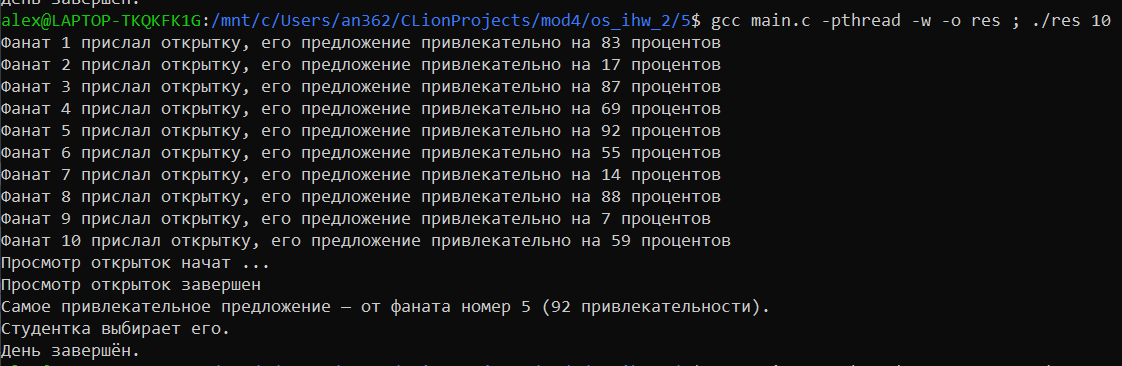 день завершён.
alex@LAPTOP-TKQKFK1G:/mnt/c/Users/an362/CLionProjects/mod4/os_ihw_2/5$ gcc main.c -pthread -w -o res ; ./res 10
Фанат 1 прислал открытку, его предложение привлекательно на 83 процентов
Фанат 2 прислал открытку, его предложение привлекательно на 17 процентов
Фанат 3 прислал открытку, его предложение привлекательно на 87 процентов
Фанат 4 прислал открытку, его предложение привлекательно на 69 процентов
Фанат 5 прислал открытку, его предложение привлекательно на 92 процентов
Фанат 6 прислал открытку, его предложение привлекательно на 55 процентов
Фанат 7 прислал открытку, его предложение привлекательно на 14 процентов
Фанат 8 прислал открытку, его предложение привлекательно на 88 процентов
Фанат 9 прислал открытку, его предложение привлекательно на 7 процентов
Фанат 10 прислал открытку, его предложение привлекательно на 59 процентов
Просмотр открыток начат ...
Просмотр открыток завершен
Самое привлекательное предложение — от фаната номер 5 (92 привлекательности).
Студентка выбирает его.
День завершён.